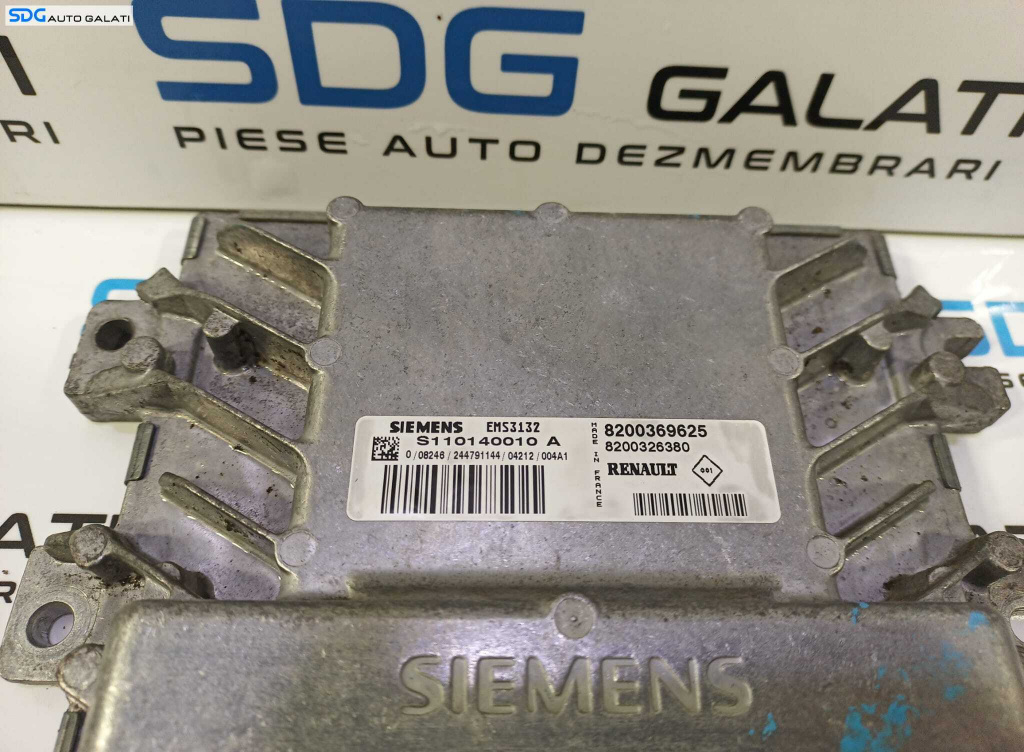 SDG AUTO GALATI
SDG GALATI
PIESE AUTO DEZMEMBRARI
SIEMENS EMS3132
S110140010 A
0/08246/244791144/04212/004A1
MADE IN FRANCE
8200369625
8200326380
RENAULT 001
SIEMENS